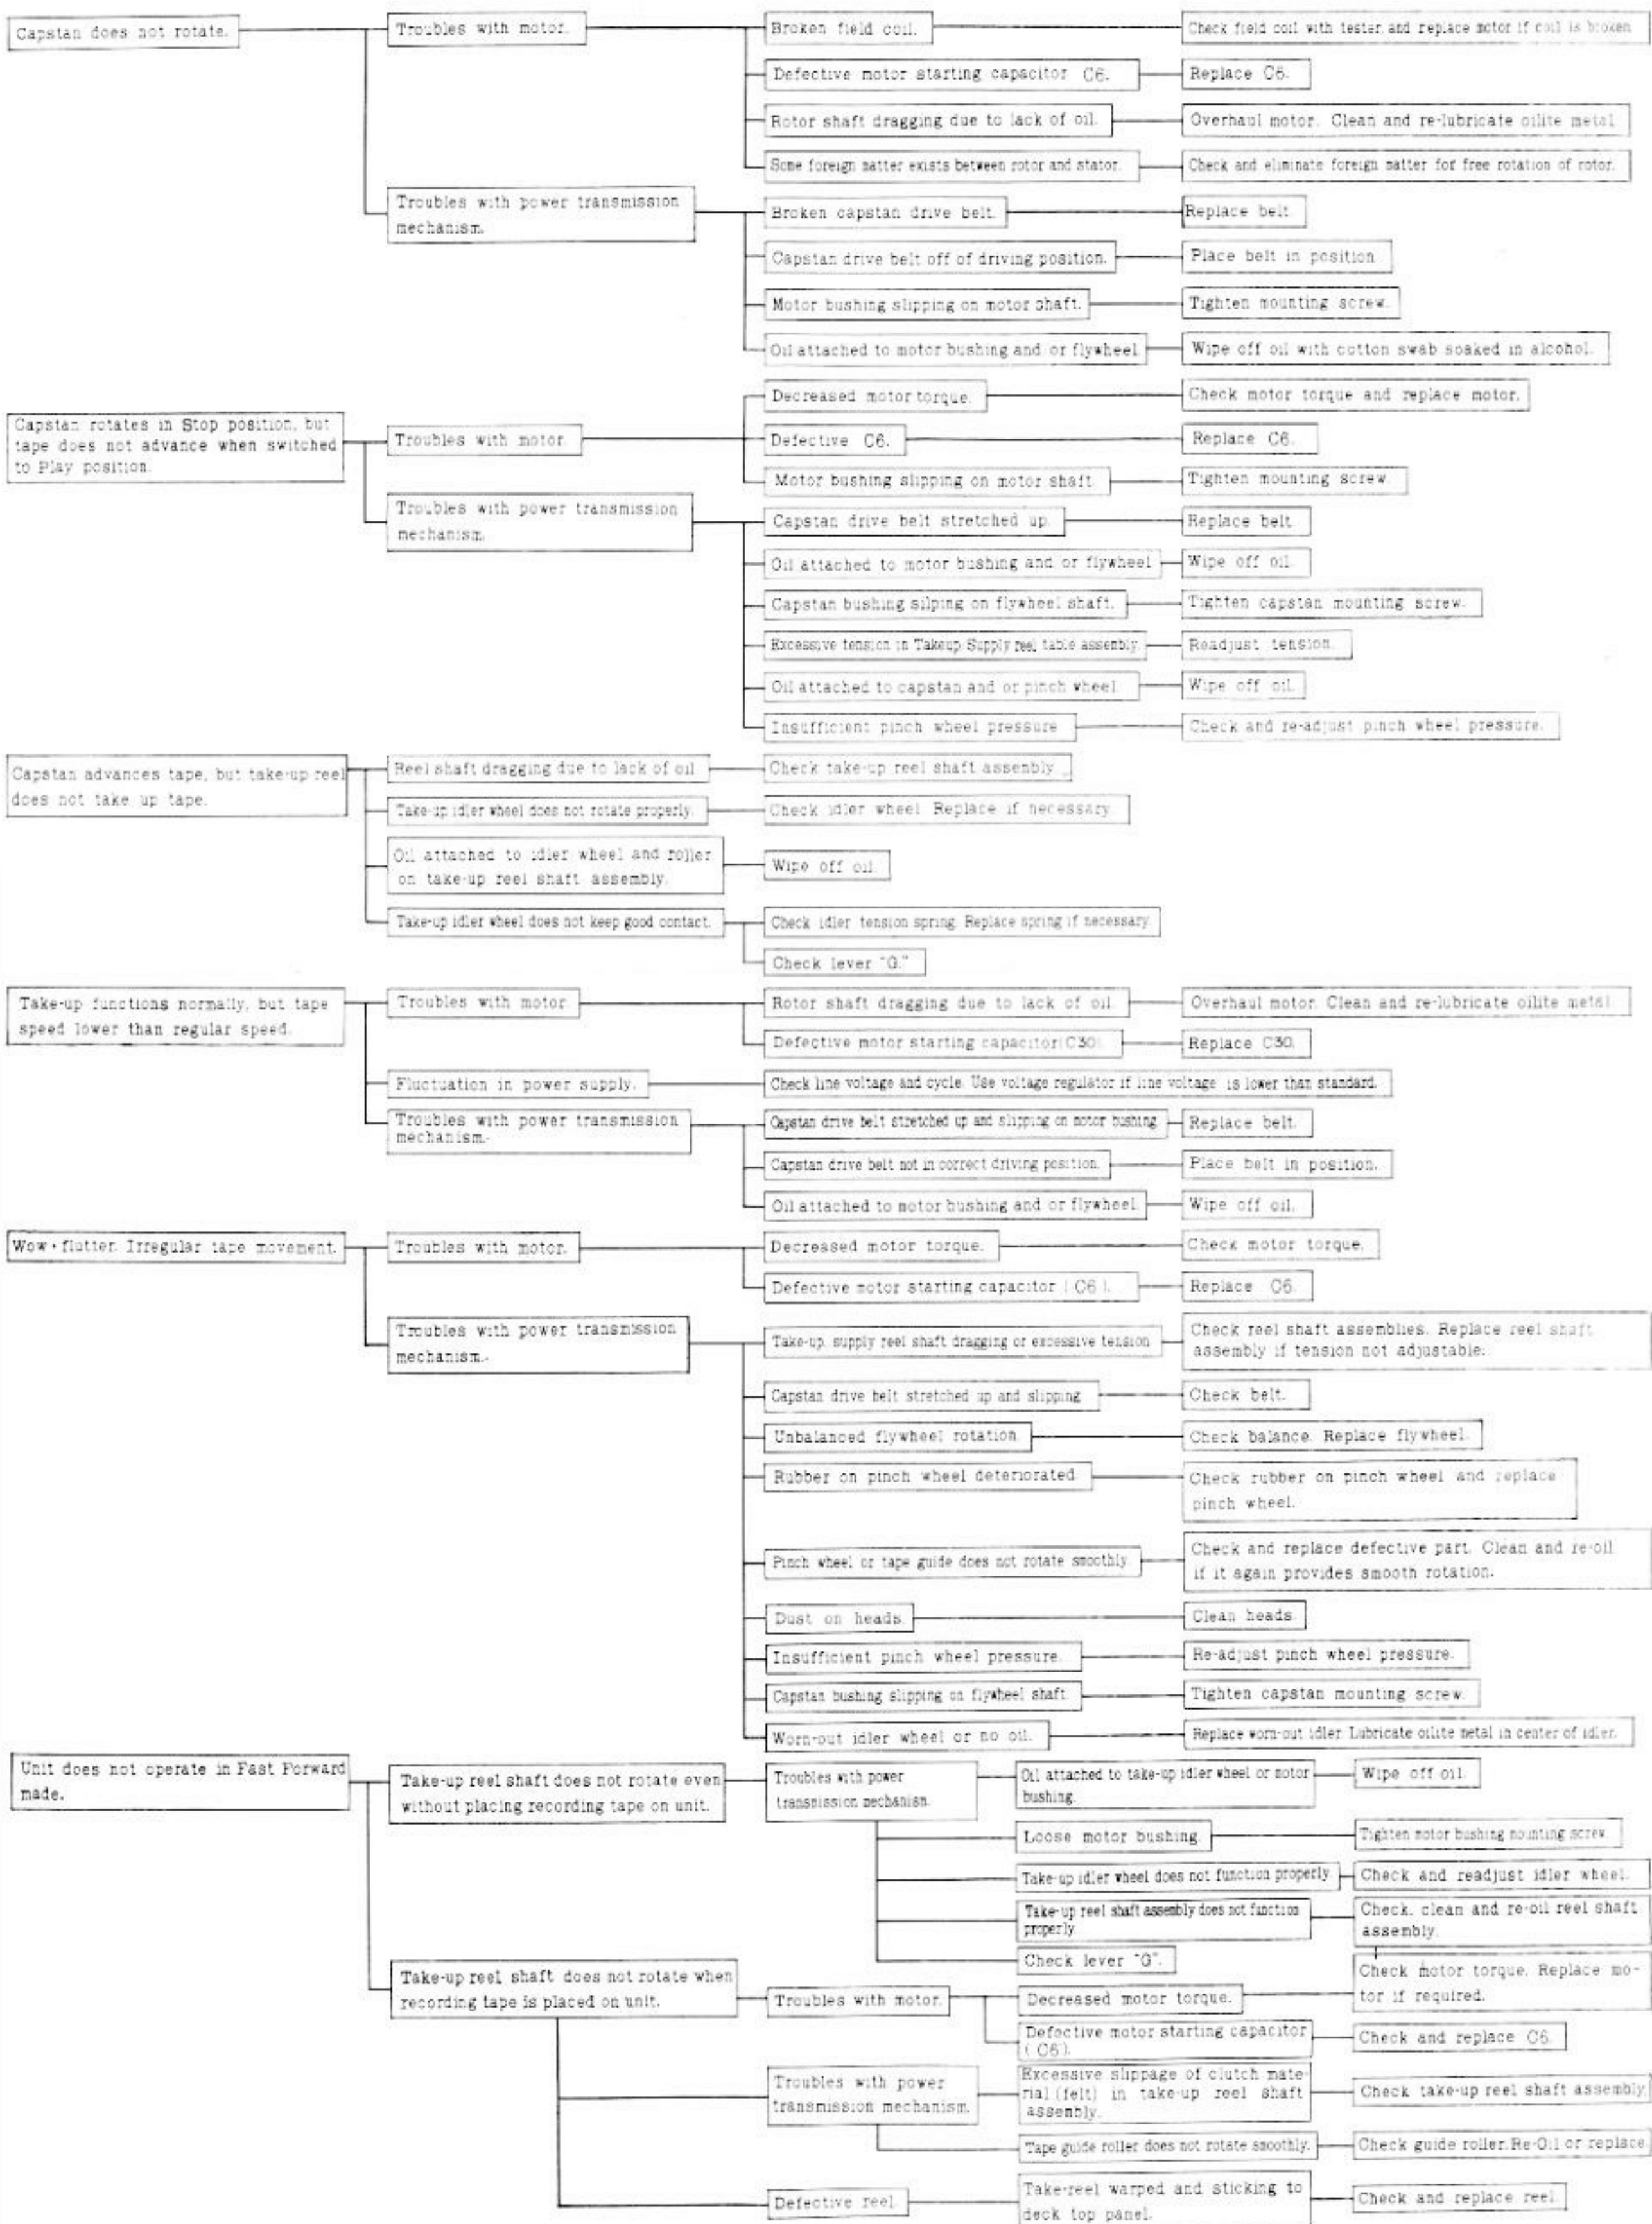 Capstan does not rotate.
Troubles with motor.
Broken field coil.
Check field coil with tester, and replace motor if coil is broken
Defective motor starting capacitor C6.
Replace C6.
Rotor shaft dragging due to lack of oil.
Overhaul motor. Clean and re-lubricate oilite metal
Some foreign matter exists between rotor and stator.
Check and eliminate foreign matter for free rotation of rotor.
Troubles with power transmission
mechanism.
Broken capstan drive belt.
Replace belt.
Capstan drive belt off of driving position.
Place belt in position
Motor bushing slipping on motor shaft.
Tighten mounting screw.
Oil attached to motor bushing and or flywheel
Wipe off oil with cotton swab soaked in alcohol.
Capstan rotates in Stop position, but
tape does not advance when switched
to Play position.
Troubles with motor.
Decreased motor torque.
Check motor torque and replace motor.
Defective C6.
Replace C6.
Motor bushing slipping on motor shaft
Tighten mounting screw
Troubles with power transmission
mechanism.
Capstan drive belt stretched up.
Replace belt
Oil attached to motor bushing and or flywheel
Wipe off oil.
Capstan bushing silping on flywheel shaft.
Tighten capstan mounting screw.
Excessive tension in Takeup Supply reel table assembly
Readjust tension.
Oil attached to capstan and or pinch wheel.
Wipe off oil.
Insufficient pinch wheel pressure
Check and re-adjust pinch wheel pressure.
Capstan advances tape, but take-up reel
does not take up tape.
Reel shaft dragging due to lack of oil
Check take-up reel shaft assembly
Take-up idler wheel does not rotate properly.
Check idler wheel. Replace if necessary
Oil attached to idler wheel and roller
on take-up reel shaft assembly.
Wipe off oil.
Take-up idler wheel does not keep good contact.
Check idler tension spring. Replace spring if necessary
Check lever "G."
Take-up functions normally, but tape
speed lower than regular speed.
Troubles with motor.
Rotor shaft dragging due to lack of oil
Overhaul motor. Clean and re-lubricate oilite metal.
Defective motor starting capacitor(C30).
Replace C30.
Fluctuation in power supply.
Check line voltage and cycle. Use voltage regulator if line voltage is lower than standard.
Troubles with power transmission
mechanism.
Capstan drive belt stretched up and slipping on motor bushing
Replace belt.
Capstan drive belt not in correct driving position.
Place belt in position.
Oil attached to motor bushing and or flywheel.
Wipe off oil.
Wow • flutter. Irregular tape movement.
Troubles with motor.
Decreased motor torque.
Check motor torque.
Defective motor starting capacitor (C6).
Replace C6.
Troubles with power transmission
mechanism.
Take-up, supply reel shaft dragging or excessive tension
Check reel shaft assemblies. Replace reel shaft
assembly if tension not adjustable.
Capstan drive belt stretched up and slipping
Check belt.
Unbalanced flywheel rotation
Check balance. Replace flywheel.
Rubber on pinch wheel deteriorated
Check rubber on pinch wheel and replace
pinch wheel.
Pinch wheel or tape guide does not rotate smoothly
Check and replace defective part. Clean and re-oil
if it again provides smooth rotation.
Dust on heads.
Clean heads
Insufficient pinch wheel pressure.
Re-adjust pinch wheel pressure.
Capstan bushing slipping on flywheel shaft.
Tighten capstan mounting screw.
Worn-out idler wheel or no oil.
Replace worn-out idler. Lubricate oilite metal in center of idler.
Unit does not operate in Fast Forward
made.
Take-up reel shaft does not rotate even
without placing recording tape on unit.
Troubles with power
transmission mechanism.
Oil attached to take-up idler wheel or motor
bushing.
Wipe off oil.
Loose motor bushing.
Tighten motor bushing mounting screw.
Take-up idler wheel does not function properly
Check and readjust idler wheel.
Take-up reel shaft assembly does not function
properly.
Check, clean and re-oil reel shaft
assembly.
Check lever "G".
Take-up reel shaft does not rotate when
recording tape is placed on unit.
Troubles with motor.
Decreased motor torque.
Check motor torque. Replace mo-
tor if required.
Defective motor starting capacitor
(C6).
Check and replace C6.
Troubles with power
transmission mechanism.
Excessive slippage of clutch mate-
rial (felt) in take-up reel shaft
assembly.
Check take-up reel shaft assembly.
Tape guide roller does not rotate smoothly.
Check guide roller. Re-Oil or replace.
Defective reel.
Take-reel warped and sticking to
deck top panel.
Check and replace reel.